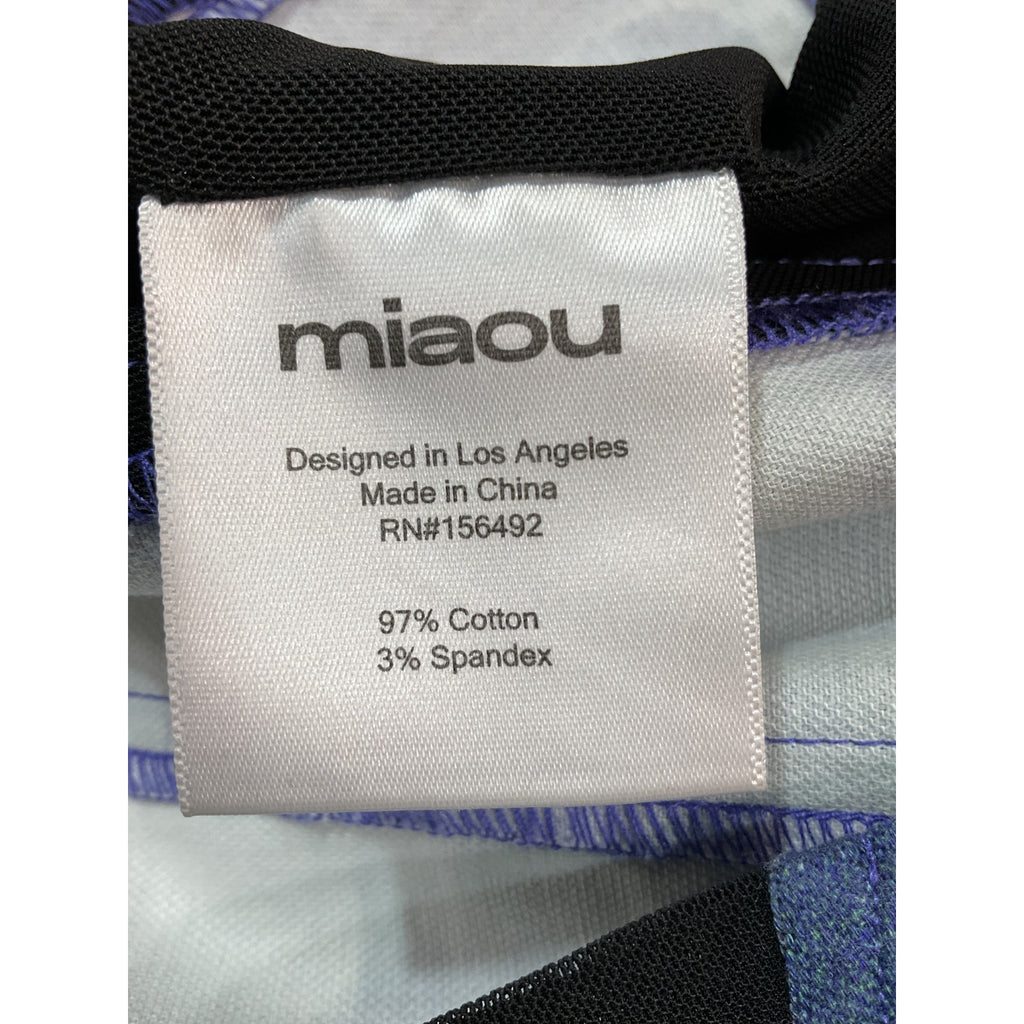 miaou
Designed in Los Angeles
Made in China
RN#156492
97% Cotton
3% Spandex